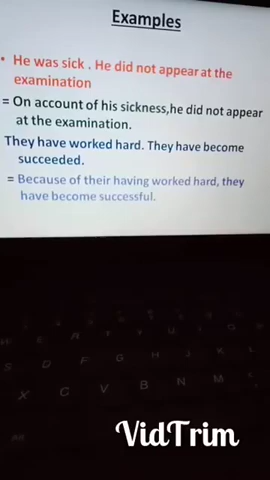 Examples
• He was sick . He did not appear at the
examination
= On account of his sickness,he did not appear
at the examination.
They have worked hard. They have become
succeeded.
= Because of their having worked hard, they
have become successful.
E R T Y U I O P
S D F G H J K L
X C V B N M
Alt
VidTrim